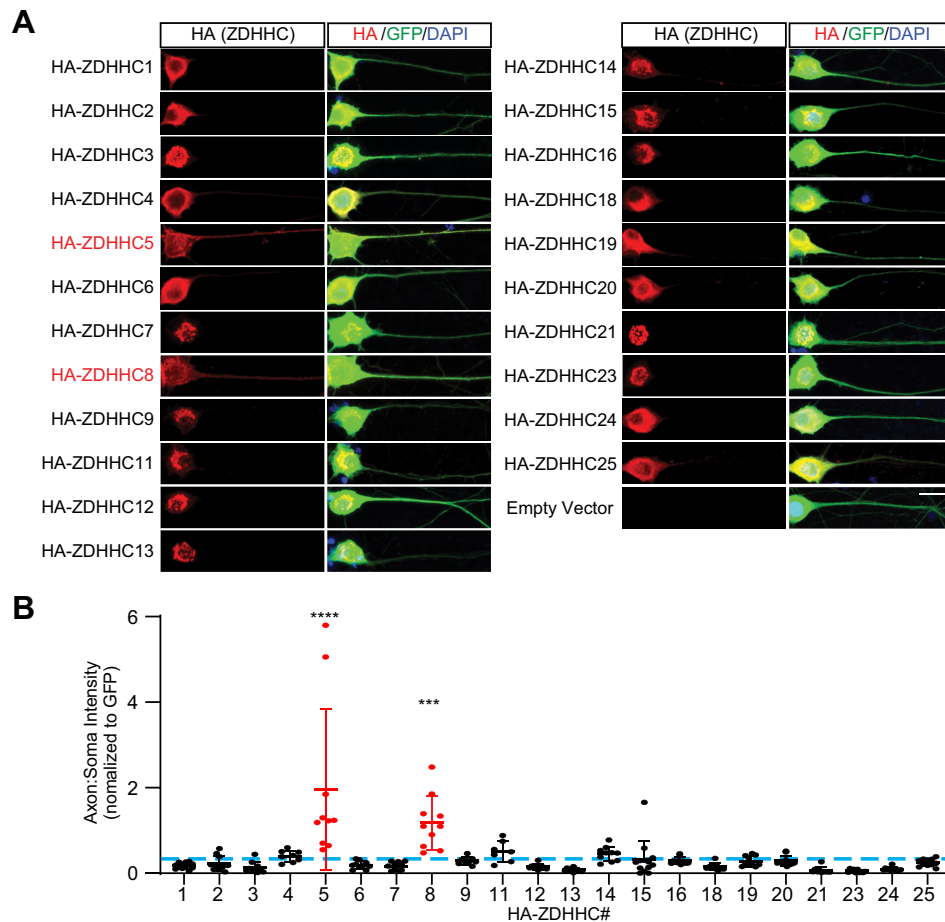 A
HA (ZDHHC)
HA/GFP/DAPI
HA-ZDHHC1
HA-ZDHHC2
HA-ZDHHC3
HA-ZDHHC4
HA-ZDHHC5
HA-ZDHHC6
HA-ZDHHC7
HA-ZDHHC8
HA-ZDHHC9
HA-ZDHHC11
HA-ZDHHC12
HA-ZDHHC13
HA (ZDHHC)
HA/GFP/DAPI
HA-ZDHHC14
HA-ZDHHC15
HA-ZDHHC16
HA-ZDHHC18
HA-ZDHHC19
HA-ZDHHC20
HA-ZDHHC21
HA-ZDHHC23
HA-ZDHHC24
HA-ZDHHC25
Empty Vector
B
Axon:Soma Intensity
(nomalized to GFP)
6
4
2
0
****
***
1 2 3 4 5 6 7 8 9 11 12 13 14 15 16 18 19 20 21 23 24 25
HA-ZDHHC#